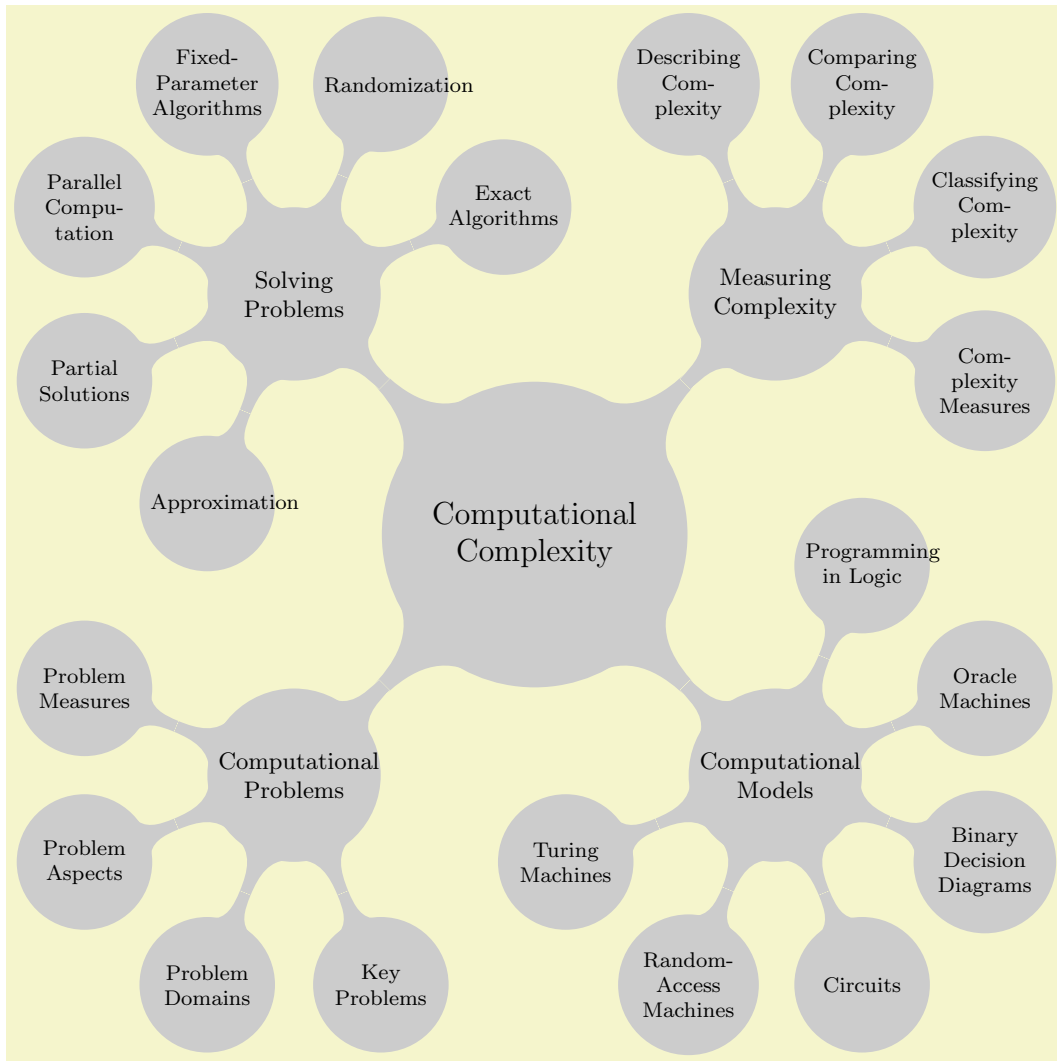 Computational
Complexity
Solving
Problems
Fixed-
Parameter
Algorithms
Randomization
Exact
Algorithms
Parallel
Compu-
tation
Partial
Solutions
Approximation
Measuring
Complexity
Describing
Com-
plexity
Comparing
Com-
plexity
Classifying
Com-
plexity
Com-
plexity
Measures
Computational
Problems
Problem
Measures
Problem
Aspects
Problem
Domains
Key
Problems
Computational
Models
Programming
in Logic
Oracle
Machines
Binary
Decision
Diagrams
Circuits
Random-
Access
Machines
Turing
Machines